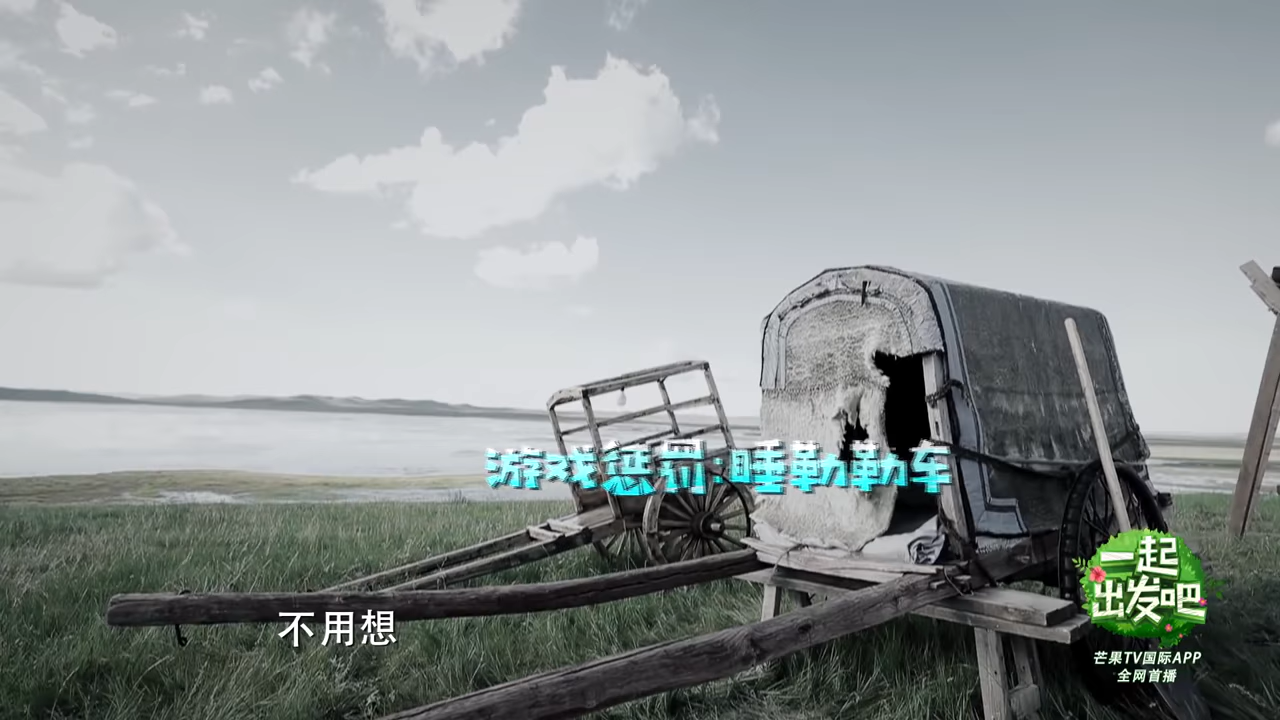 游戏惩罚:睡勒勒车
不用想
一起
出发吧
芒果TV国际APP
全网首播